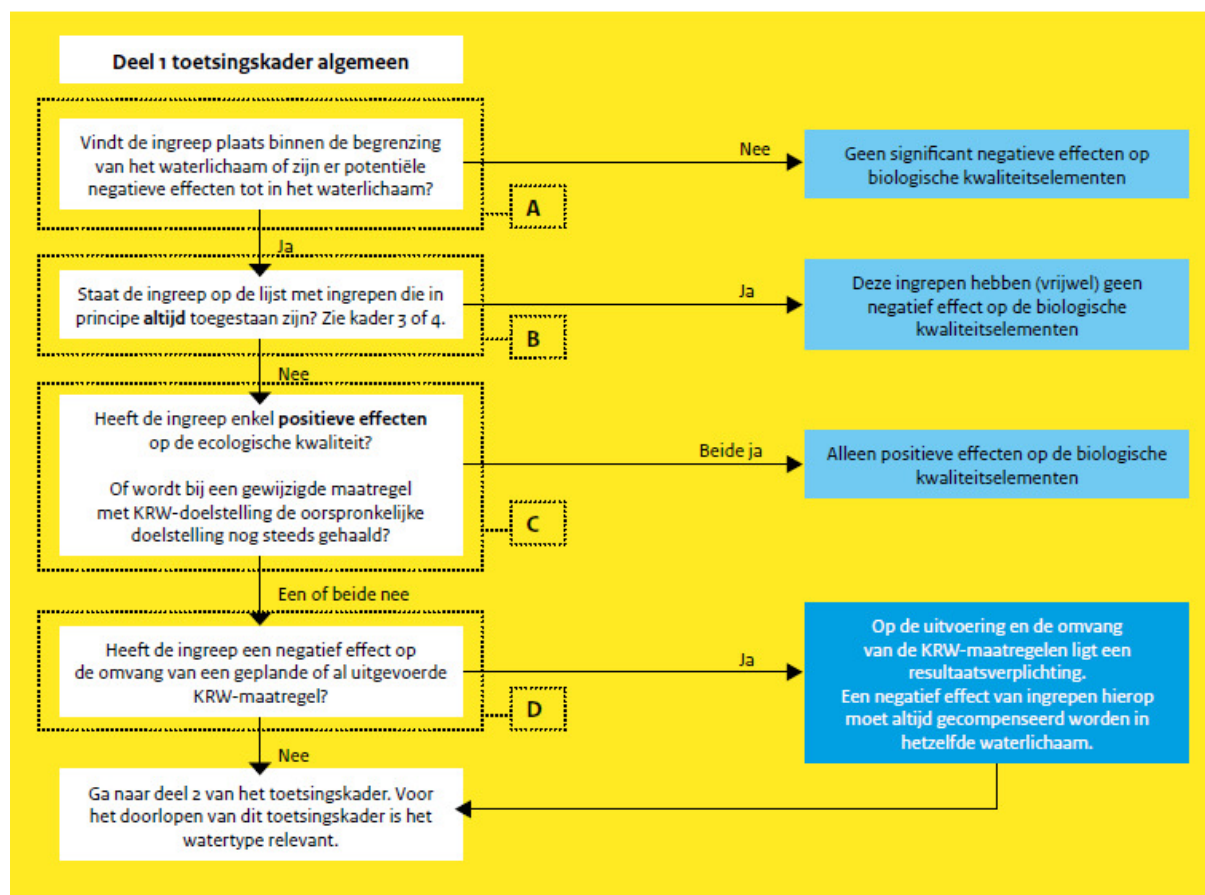 Deel 1 toetsingskader algemeen
Vindt de ingreep plaats binnen de begrenzing
van het waterlichaam of zijn er potentiële
negatieve effecten tot in het waterlichaam?
Nee
Geen significant negatieve effecten op
biologische kwaliteitselementen
A
Ja
Staat de ingreep op de lijst met ingrepen die in
principe altijd toegestaan zijn? Zie kader 3 of 4.
Ja
Deze ingrepen hebben (vrijwel) geen
negatief effect op de biologische
kwaliteitselementen
B
Nee
Heeft de ingreep enkel positieve effecten
op de ecologische kwaliteit?
Of wordt bij een gewijzigde maatregel
met KRW-doelstelling de oorspronkelijke
doelstelling nog steeds gehaald?
Beide ja
Alleen positieve effecten op de biologische
kwaliteitselementen
C
Een of beide nee
Heeft de ingreep een negatief effect op
de omvang van een geplande of al uitgevoerde
KRW-maatregel?
Ja
Op de uitvoering en de omvang
van de KRW-maatregelen ligt een
resultaatsverplichting.
Een negatief effect van ingrepen hierop
moet altijd gecompenseerd worden in
hetzelfde waterlichaam.
D
Nee
Ga naar deel 2 van het toetsingskader. Voor
het doorlopen van dit toetsingskader is het
watertype relevant.